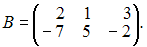 B = ( 2 1 3
-7 5 -2 ).